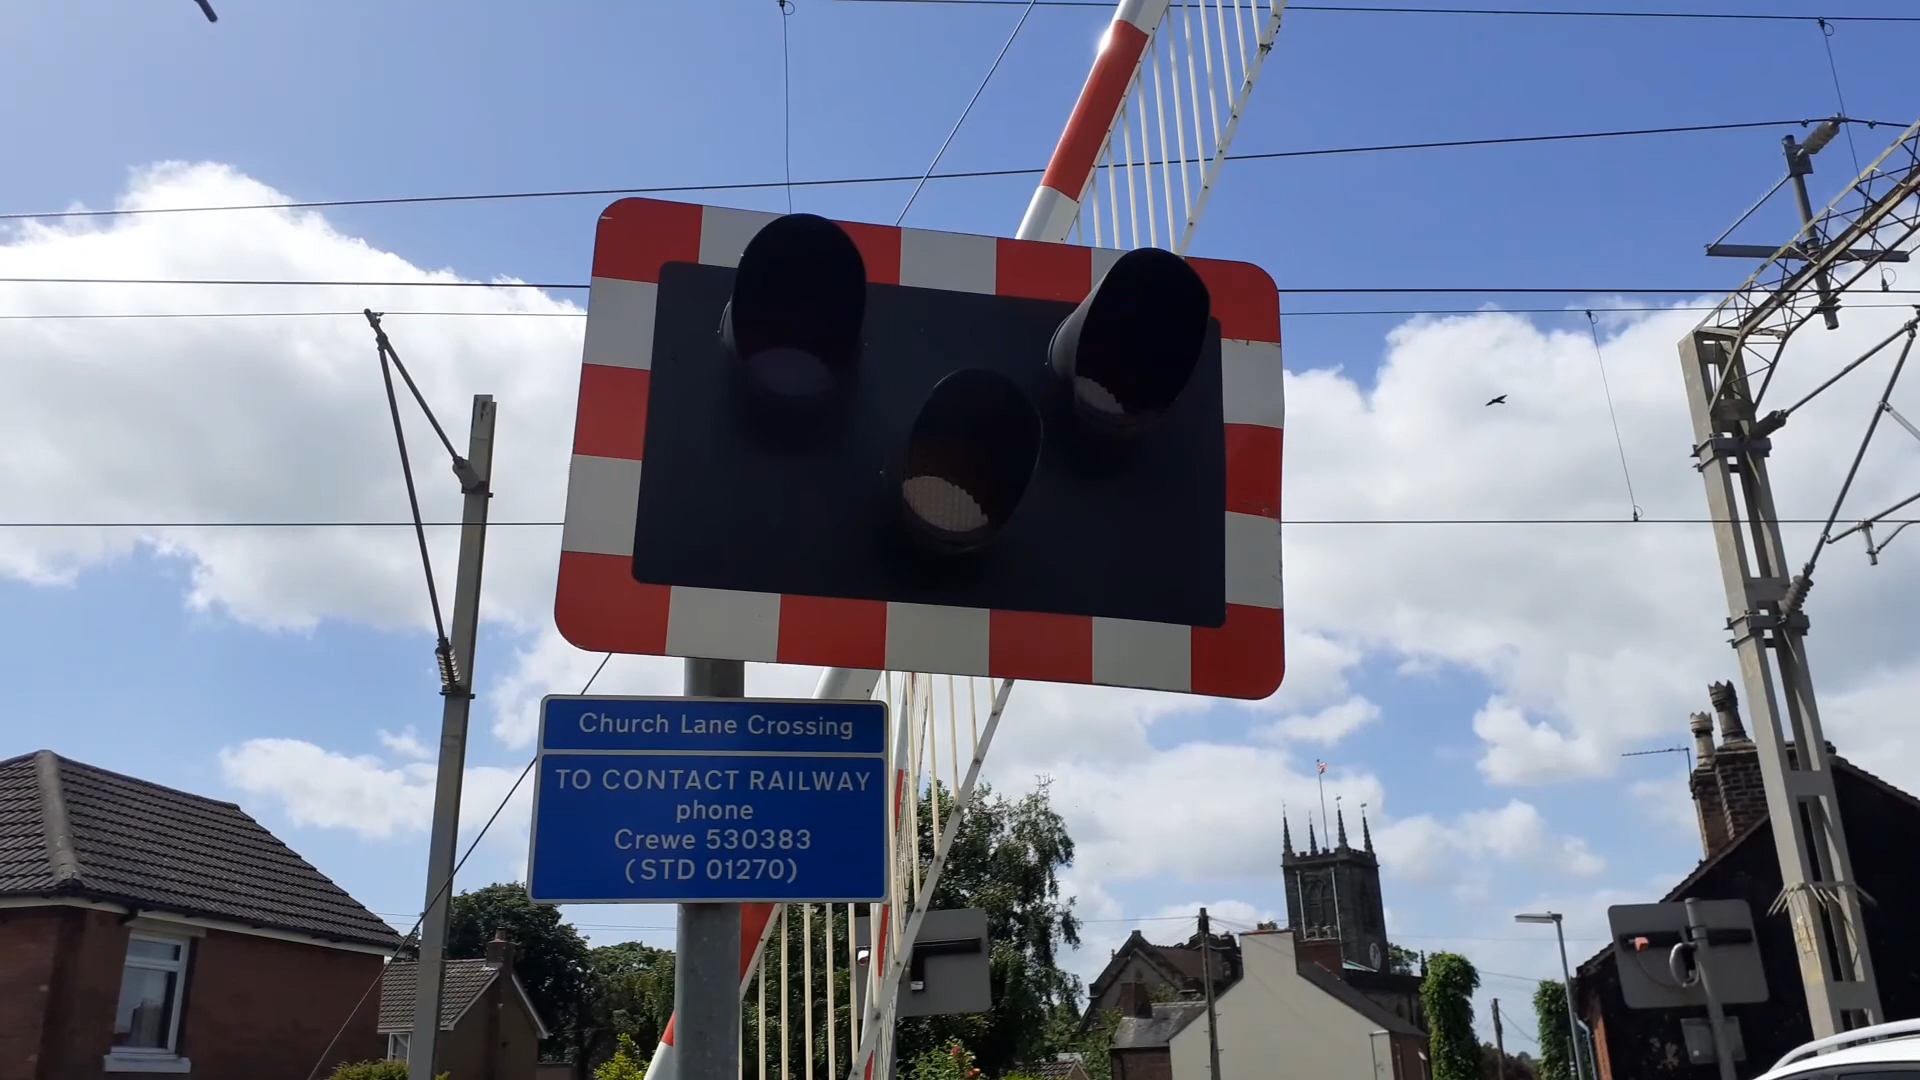 Church Lane Crossing
TO CONTACT RAILWAY
phone
Crewe 530383
(STD 01270)